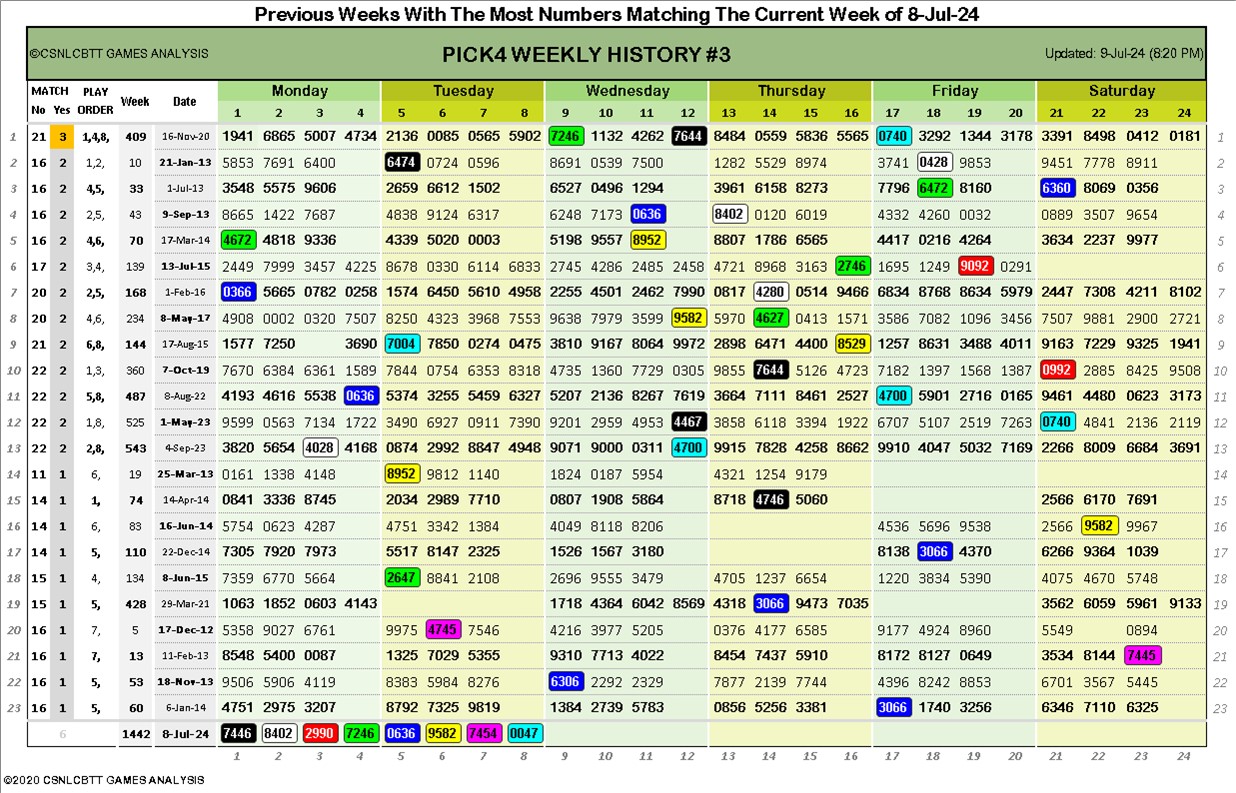 Previous Weeks With The Most Numbers Matching The Current Week of 8-Jul-24
©CSNLCBTT GAMES ANALYSIS PICK4 WEEKLY HISTORY #3 Updated: 9-Jul-24 (8:20 PM)
MATCH PLAY Week Date Monday Tuesday Wednesday Thursday Friday Saturday
No Yes ORDER 1 2 3 4 5 6 7 8 9 10 11 12 13 14 15 16 17 18 19 20 21 22 23 24
1 21 3 1,4,8, 409 16-Nov-20 1941 6865 5007 4734 2136 0085 0565 5902 7246 1132 4262 7644 8484 0559 5836 5565 0740 3292 1344 3178 3391 8498 0412 0181 1
2 16 2 1,2, 10 21-Jan-13 5853 7691 6400 6474 0724 0596 8691 0539 7500 1282 5529 8974 3741 0428 9853 9451 7778 8911 2
3 16 2 4,5, 33 1-Jul-13 3548 5575 9606 2659 6612 1502 6527 0496 1294 3961 6158 8273 7796 6472 8160 6360 8069 0356 3
4 16 2 2,5, 43 9-Sep-13 8665 1422 7687 4838 9124 6317 6248 7173 0636 8402 0120 6019 4332 4260 0032 0889 3507 9654 4
5 16 2 4,6, 70 17-Mar-14 4672 4818 9336 4339 5020 0003 5198 9557 8952 8807 1786 6565 4417 0216 4264 3634 2237 9977 5
6 17 2 3,4, 139 13-Jul-15 2449 7999 3457 4225 8678 0330 6114 6833 2745 4286 2485 2458 4721 8968 3163 2746 1695 1249 9092 0291 6
7 20 2 2,5, 168 1-Feb-16 0366 5665 0782 0258 1574 6450 5610 4958 2255 4501 2462 7990 0817 4280 0514 9466 6834 8768 8634 5979 2447 7308 4211 8102 7
8 20 2 4,6, 234 8-May-17 4908 0002 0320 7507 8250 4323 3968 7553 9638 7979 3599 9582 5970 4627 0413 1571 3586 7082 1096 3456 7507 9881 2900 2721 8
9 21 2 6,8, 144 17-Aug-15 1577 7250 3690 7004 7850 0274 0475 3810 9167 8064 9972 2898 6471 4400 8529 1257 8631 3488 4011 9163 7229 9325 1941 9
10 22 2 1,3, 360 7-Oct-19 7670 6384 6361 1589 7844 0754 6353 8318 4735 1360 7729 0305 9855 7644 5126 4723 7182 1397 1568 1387 0992 2885 8425 9508 10
11 22 2 5,8, 487 8-Aug-22 4193 4616 5538 0636 5374 3255 5459 6327 5207 2136 8267 7619 3664 7111 8461 2527 4700 5901 2716 0165 9461 4480 0623 3173 11
12 22 2 1,8, 525 1-May-23 9599 0563 7134 1722 3490 6927 0911 7390 9201 2959 4953 4467 3858 6118 3394 1922 6707 5107 2519 7263 0740 4841 2136 2119 12
13 22 2 2,8, 543 4-Sep-23 3820 5654 4028 4168 0874 2992 8847 4948 9071 9000 0311 4700 9915 7828 4258 8662 9910 4047 5032 7169 2266 8009 6684 3691 13
14 11 1 6, 19 25-Mar-13 0161 1338 4148 8952 9812 1140 1824 0187 5954 4321 1254 9179 14
15 14 1 1, 74 14-Apr-14 0841 3336 8745 2034 2989 7710 0807 1908 5864 8718 4746 5060 2566 6170 7691 15
16 14 1 6, 83 16-Jun-14 5754 0623 4287 4751 3342 1384 4049 8118 8206 4536 5696 9538 2566 9582 9967 16
17 14 1 5, 110 22-Dec-14 7305 7920 7973 5517 8147 2325 1526 1567 3180 8138 3066 4370 6266 9364 1039 17
18 15 1 4, 134 8-Jun-15 7359 6770 5664 2647 8841 2108 2696 9555 3479 4705 1237 6654 1220 3834 5390 4075 4670 5748 18
19 15 1 5, 428 29-Mar-21 1063 1852 0603 4143 1718 4364 6042 8569 4318 3066 9473 7035 3562 6059 5961 9133 19
20 16 1 7, 5 17-Dec-12 5358 9027 6761 9975 4745 7546 4216 3977 5205 0376 4177 6585 9177 4924 8960 5549 0894 20
21 16 1 7, 13 11-Feb-13 8548 5400 0087 1325 7029 5355 9310 7713 4022 8454 7437 5910 8172 8127 0649 3534 8144 7445 21
22 16 1 5, 53 18-Nov-13 9506 5906 4119 8383 5984 8276 6306 2292 2329 7877 2139 7744 4396 8242 8853 6701 3567 5445 22
23 16 1 5, 60 6-Jan-14 4751 2975 3207 8792 7325 9819 1384 2739 5783 0856 5256 3381 3066 1740 3256 6346 7110 6325 23
6 1442 8-Jul-24 7446 8402 2990 7246 0636 9582 7454 0047
1 2 3 4 5 6 7 8 9 10 11 12 13 14 15 16 17 18 19 20 21 22 23 24
©2020 CSNLCBTT GAMES ANALYSIS